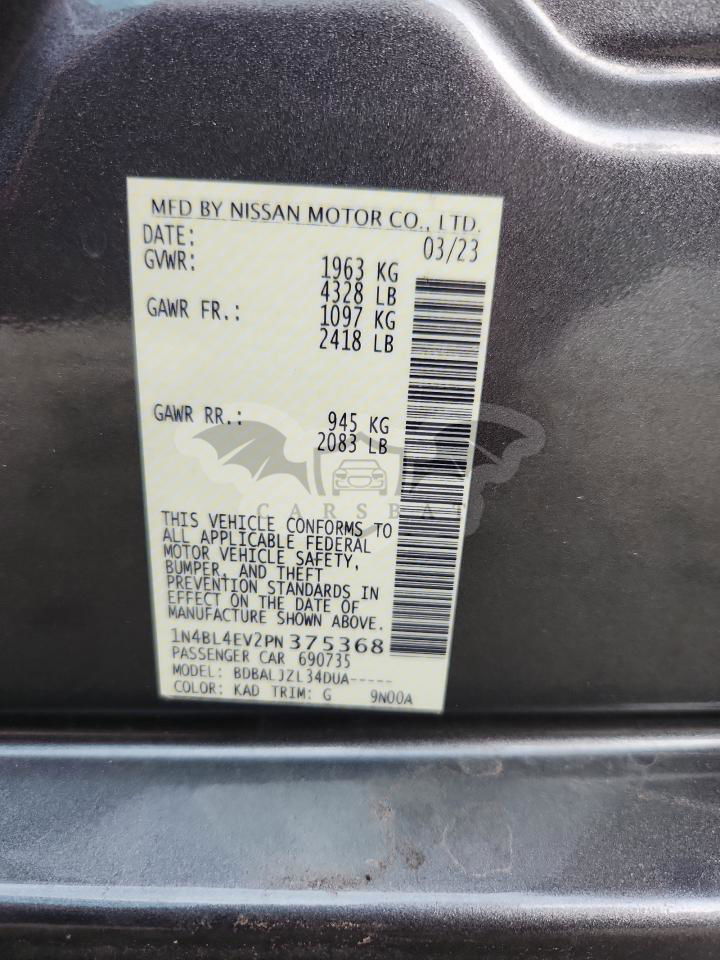 MFD BY NISSAN MOTOR CO., LTD.
DATE: 03/23
GVWR: 1963 KG
4328 LB
GAWR FR.: 1097 KG
2418 LB
GAWR RR.: 945 KG
2083 LB
CARSBAT
THIS VEHICLE CONFORMS TO
ALL APPLICABLE FEDERAL
MOTOR VEHICLE SAFETY,
BUMPER, AND THEFT
PREVENTION STANDARDS IN
EFFECT ON THE DATE OF
MANUFACTURE SHOWN ABOVE.
1N4BL4EV2PN375368
PASSENGER CAR 690735
MODEL: BDBALJZL34DUA-----
COLOR: KAD TRIM: G 9N00A